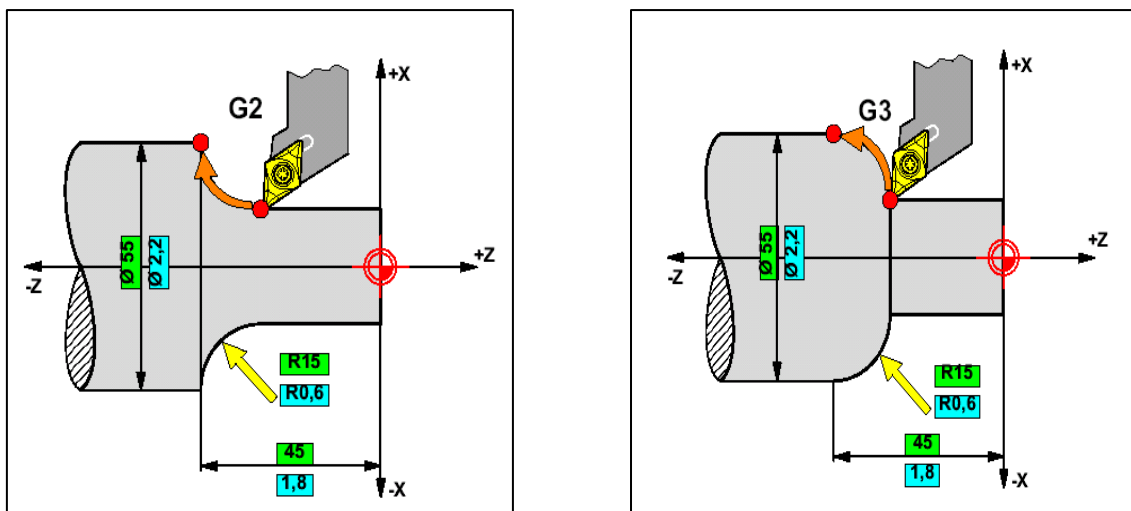 +X
G2
+Z
-Z
Ø 55
Ø 2,2
R15
R0,6
45
1,8
-X
+X
G3
+Z
-Z
Ø 55
Ø 2,2
R15
R0,6
45
1,8
-X